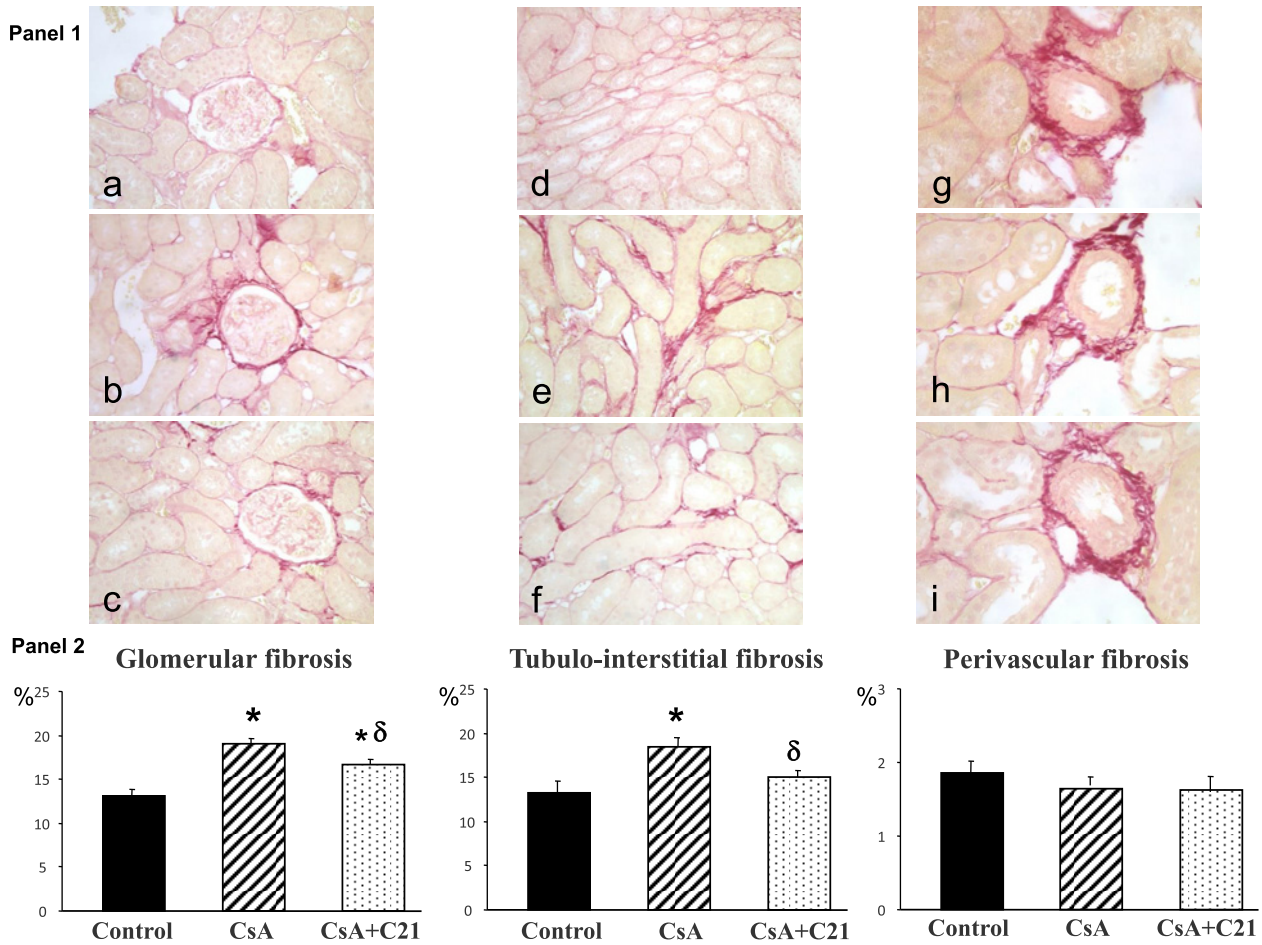 Panel 1
a
d
g
b
e
h
c
f
i
Panel 2
Glomerular fibrosis
Tubulo-interstitial fibrosis
Perivascular fibrosis
%
25
20
15
10
5
0
*
* δ
Control
CsA
CsA+C21
%
25
20
15
10
5
0
*
δ
Control
CsA
CsA+C21
%
3
2
1
0
Control
CsA
CsA+C21